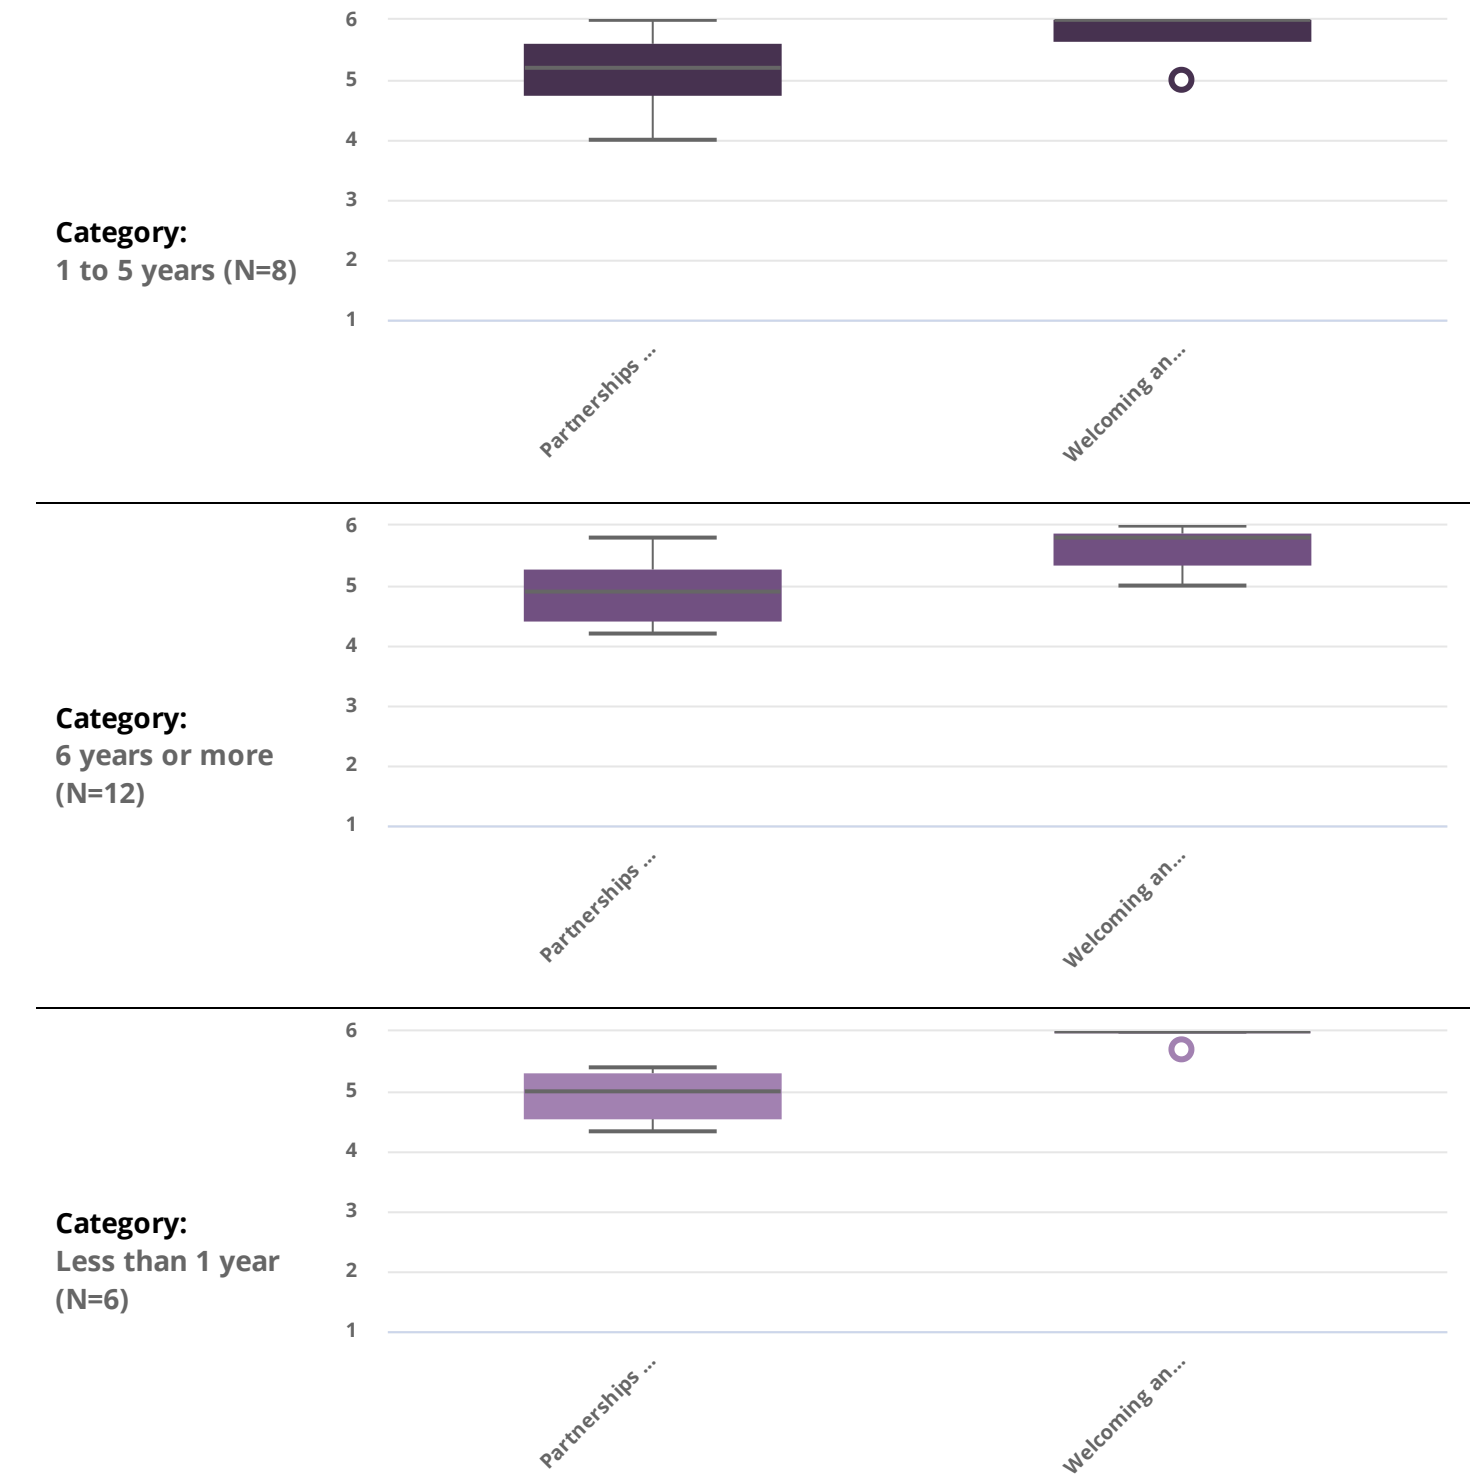 6
5
4
3
2
1
Category:
1 to 5 years (N=8)
Partnerships ...
Welcoming an...
6
5
4
3
2
1
Category:
6 years or more
(N=12)
Partnerships ...
Welcoming an...
6
5
4
3
2
1
Category:
Less than 1 year
(N=6)
Partnerships ...
Welcoming an...